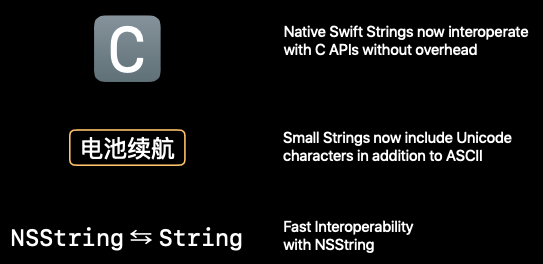 C
Native Swift Strings now interoperate
with C APIs without overhead
电池续航
Small Strings now include Unicode
characters in addition to ASCII
NSString ⇆ String
Fast Interoperability
with NSString